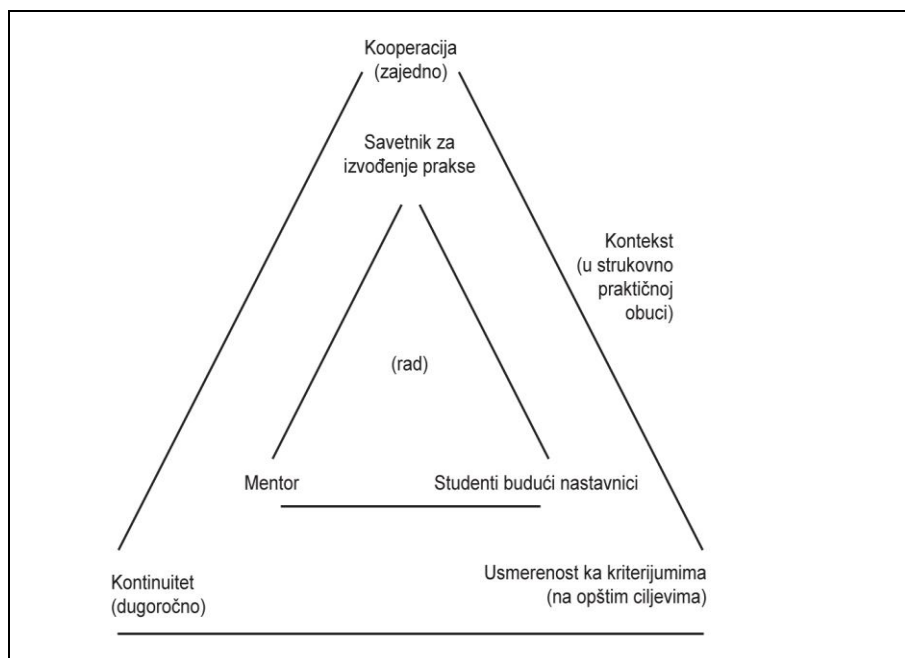 Kooperacija
(zajedno)
Savetnik za
izvođenje prakse
Kontekst
(u strukovno
praktičnoj
obuci)
(rad)
Mentor
Studenti budući nastavnici
Kontinuitet
(dugoročno)
Usmerenost ka kriterijumima
(na opštim ciljevima)